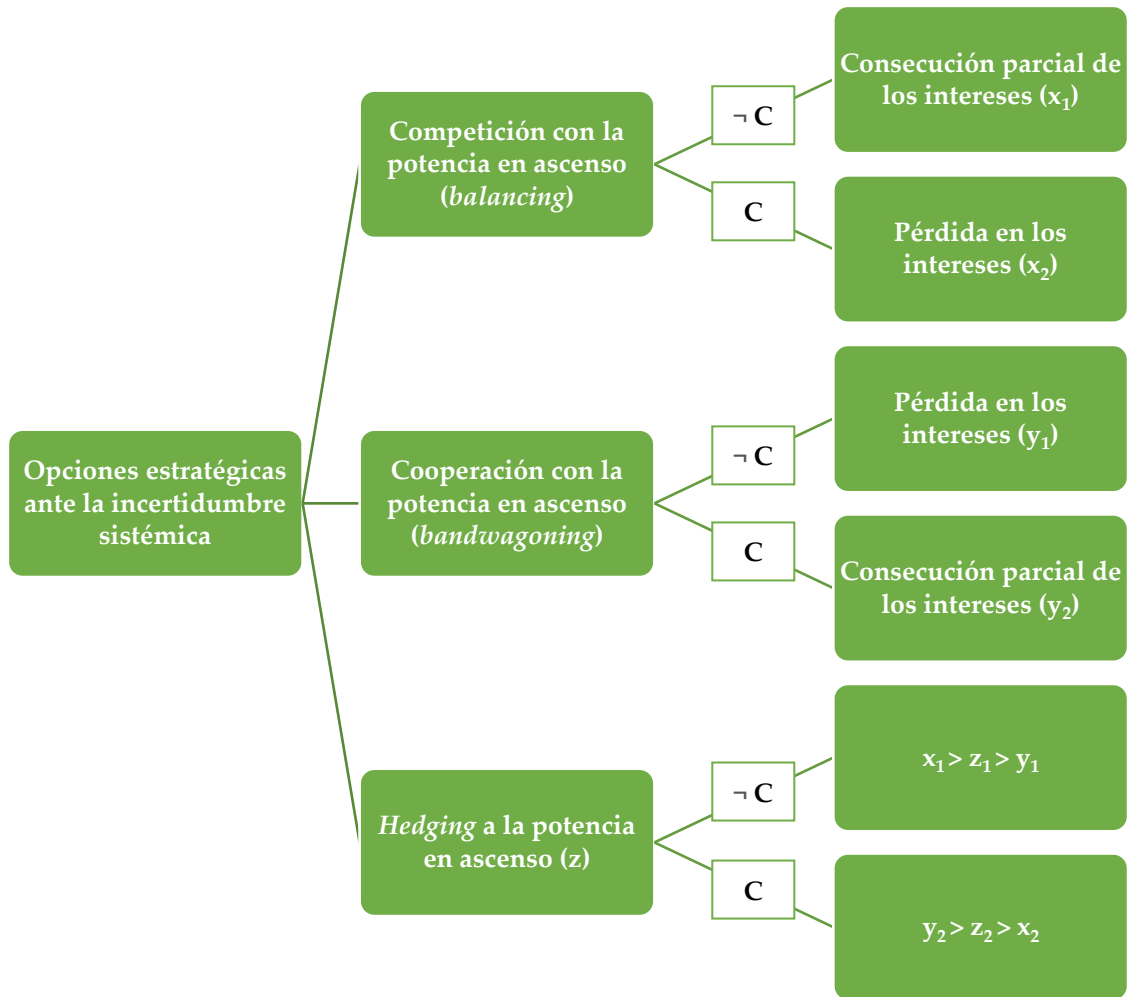 Opciones estratégicas
ante la incertidumbre
sistémica
Competición con la
potencia en ascenso
(balancing)
¬ C
Consecución parcial de
los intereses (x₁)
C
Pérdida en los
intereses (x₂)
Cooperación con la
potencia en ascenso
(bandwagoning)
¬ C
Pérdida en los
intereses (y₁)
C
Consecución parcial de
los intereses (y₂)
Hedging a la potencia
en ascenso (z)
¬ C
x₁ > z₁ > y₁
C
y₂ > z₂ > x₂